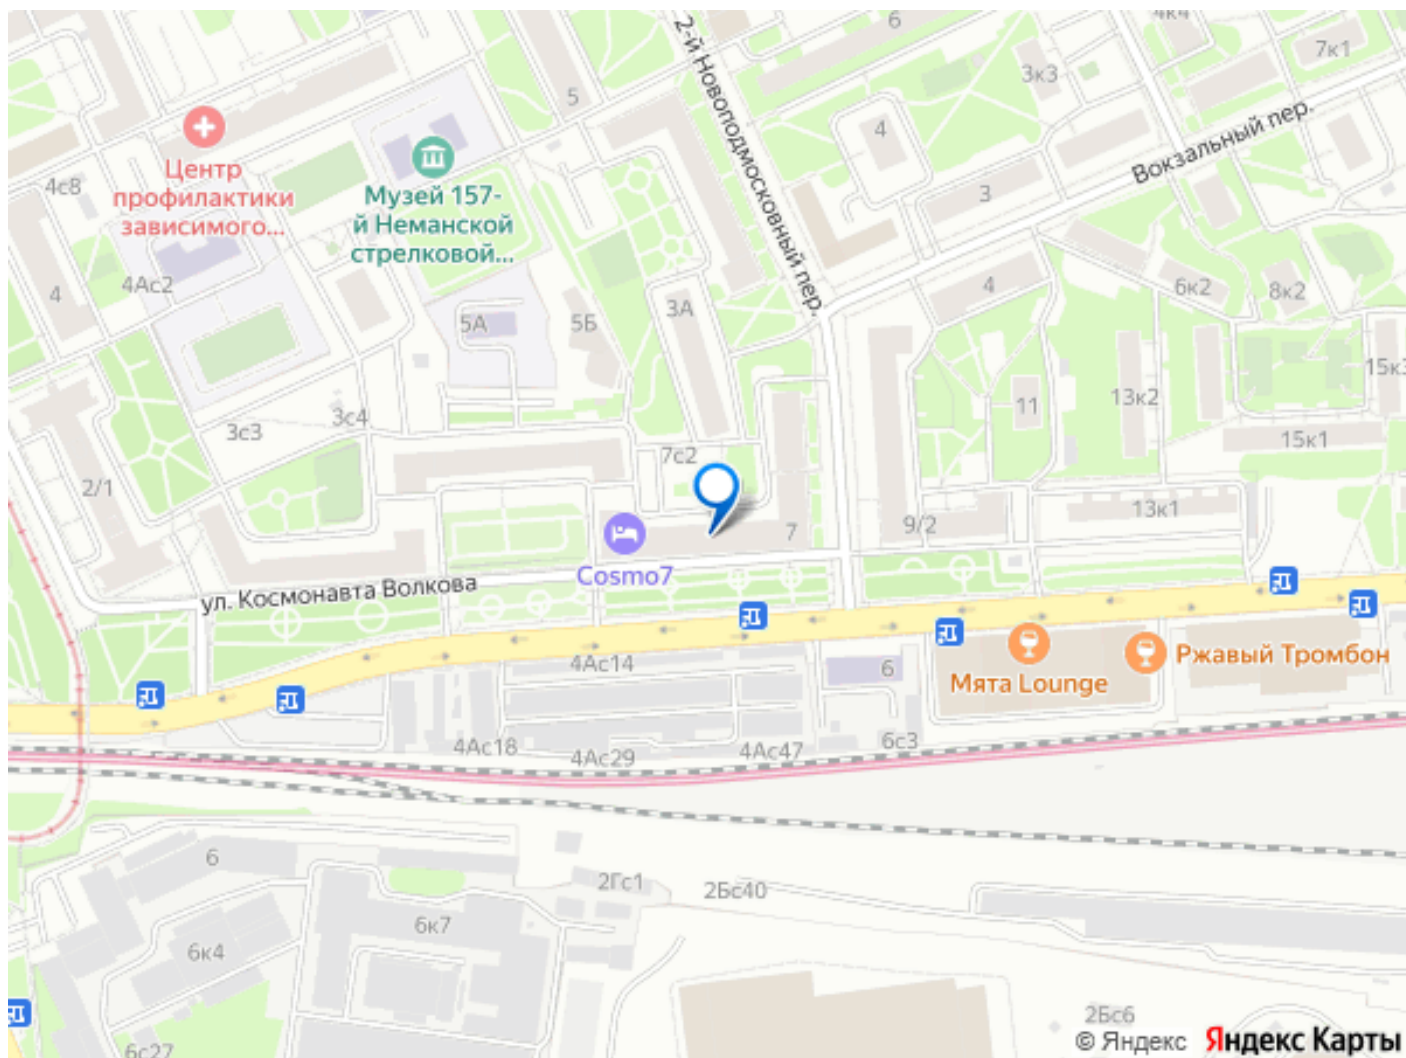 6
4к4
7к1
3к3
2-й Новоподмосковный пер.
5
4
Вокзальный пер.
Центр
профилактики
зависимого...
4с8
Музей 157-
й Неманской
стрелковой...
3
4Ас2
4
4
6к2
8к2
3А
5А
5Б
15к3
13к2
11
3с4
3с3
15к1
7с2
2/1
13к1
9/2
7
Cosmo7
ул. Космонавта Волкова
4Ас14
6
Мята Lounge
Ржавый Тромбон
4Ас18
4Ас29
4Ас47
6с3
6
2Гс1
2Бс40
6к7
6к4
2Бс6
6с27
© Яндекс Яндекс Карты